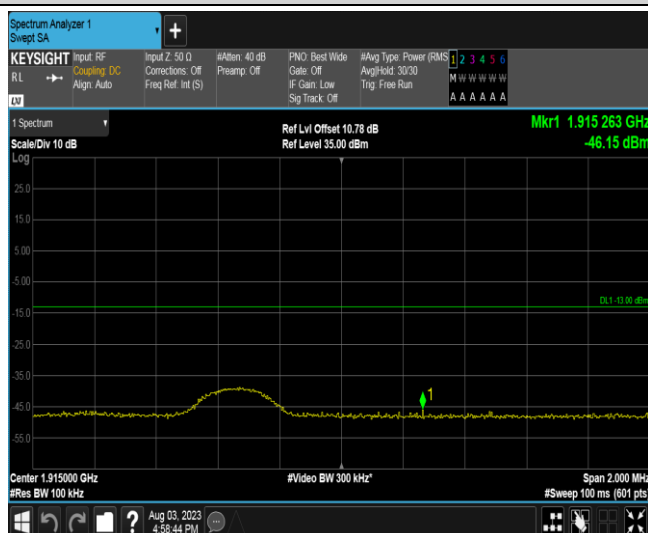 Spectrum Analyzer 1
Swept SA
+
KEYSIGHT Input: RF Input Z: 50 Ω #Atten: 40 dB PNO: Best Wide #Avg Type: Power (RMS 1 2 3 4 5 6
RL Coupling: DC Corrections: Off Preamp: Off Gate: Off Avg|Hold: 30/30 M W W W W W
Align: Auto Freq Ref: Int (S) IF Gain: Low Trig: Free Run
Sig Track: Off A A A A A A
LXI
1 Spectrum Ref Lvl Offset 10.78 dB Mkr1 1.915 263 GHz
Scale/Div 10 dB Ref Level 35.00 dBm -46.15 dBm
Log
25.0
15.0
5.00
-5.00
DL1 -13.00 dBm
-15.0
-25.0
-35.0
1
-45.0
-55.0
Center 1.915000 GHz #Video BW 300 kHz* Span 2.000 MHz
#Res BW 100 kHz #Sweep 100 ms (601 pts)
? Aug 03, 2023
4:58:44 PM